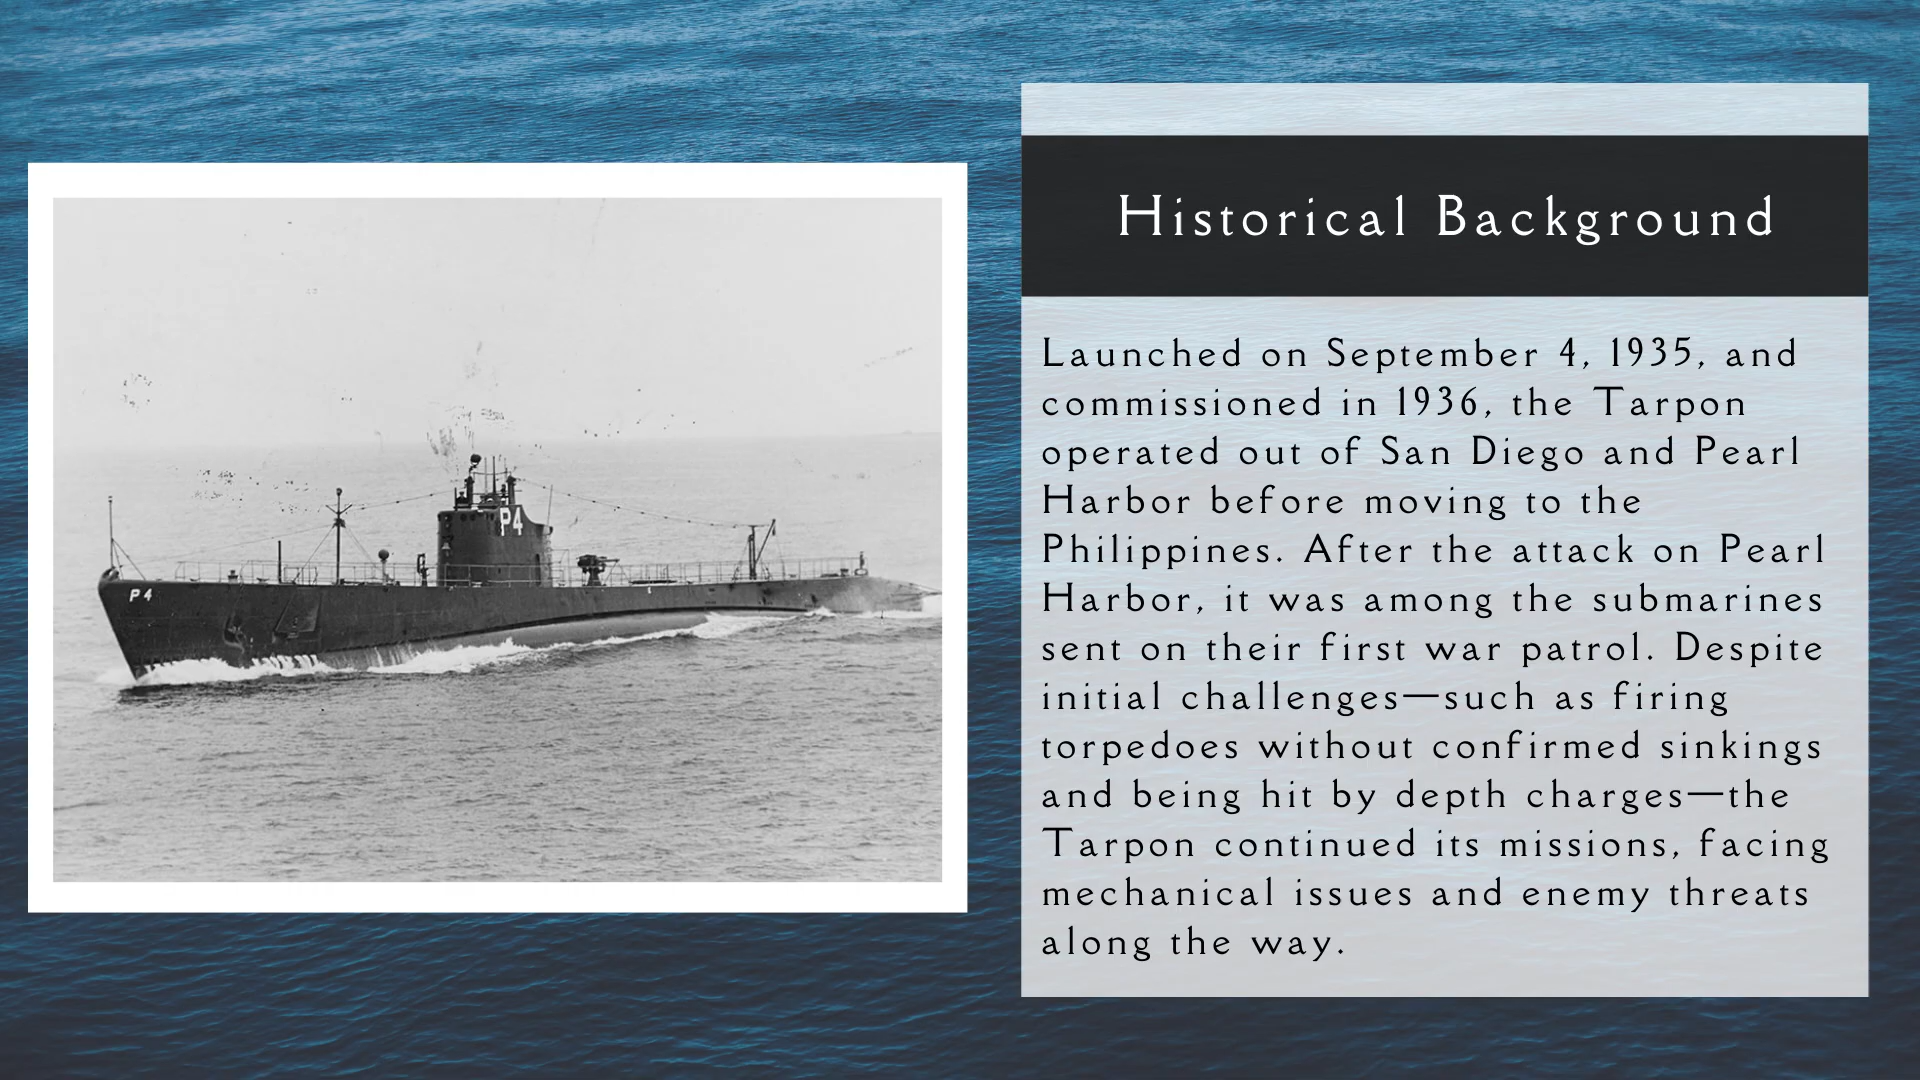 Historical Background
Launched on September 4, 1935, and
commissioned in 1936, the Tarpon
operated out of San Diego and Pearl
Harbor before moving to the
Philippines. After the attack on Pearl
Harbor, it was among the submarines
sent on their first war patrol. Despite
initial challenges—such as firing
torpedoes without confirmed sinkings
and being hit by depth charges—the
Tarpon continued its missions, facing
mechanical issues and enemy threats
along the way.
P4
P4